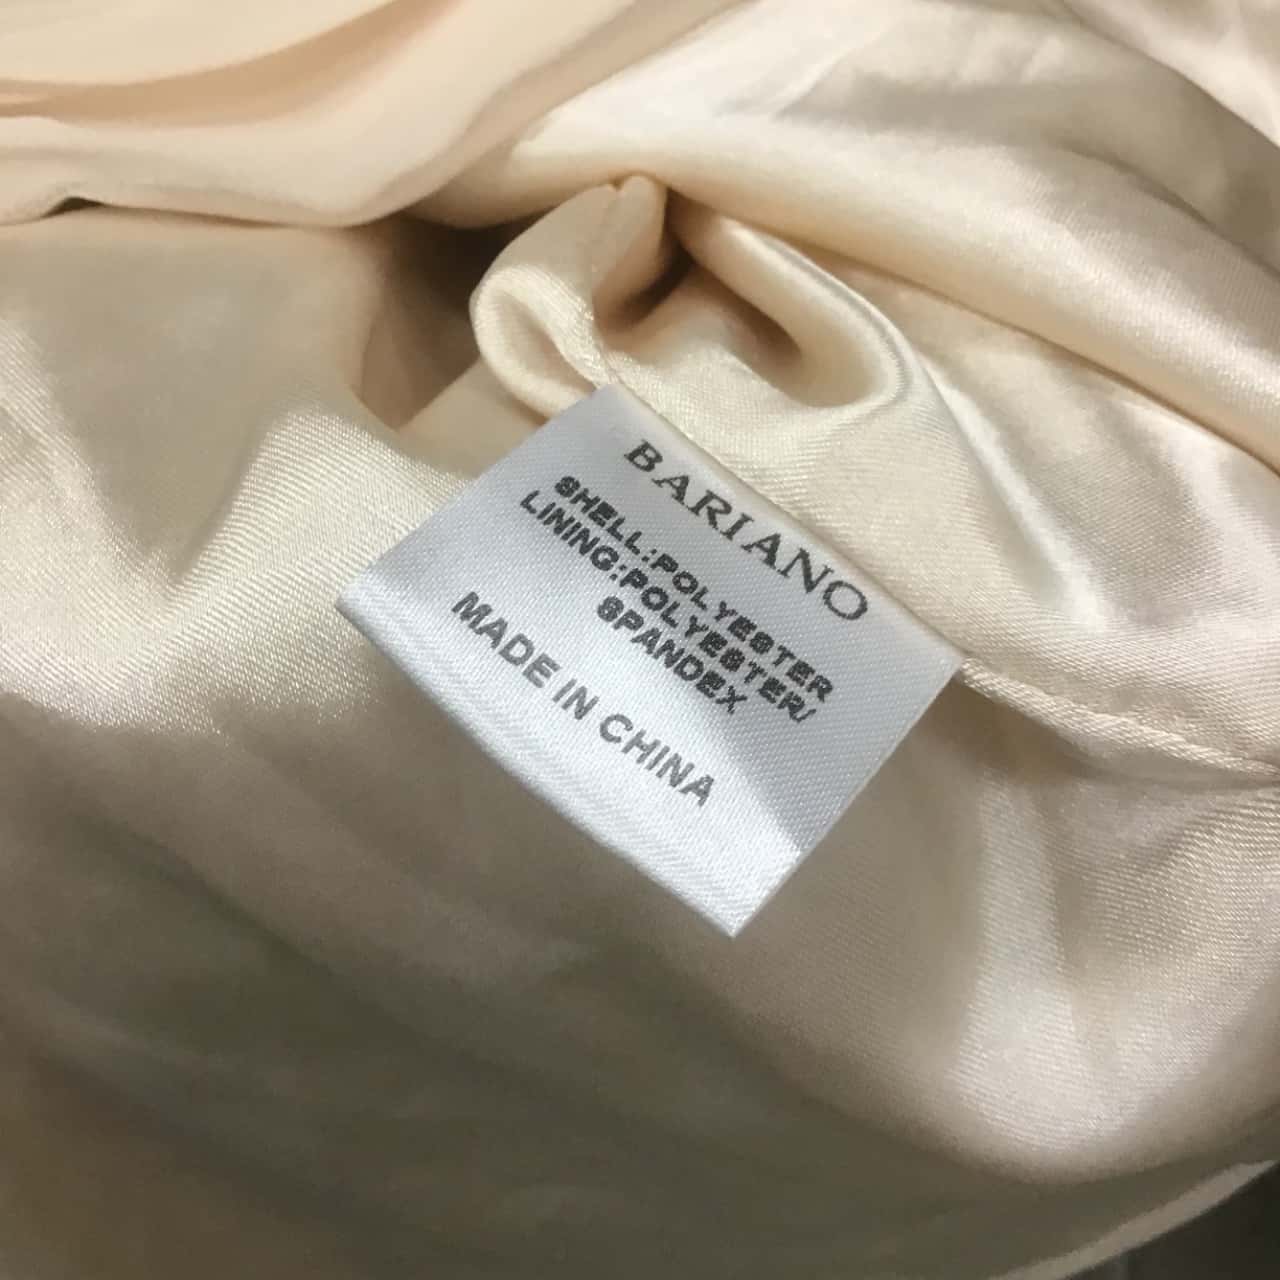 BARIANO
SHELL:POLYESTER
LINING:POLYESTER/
SPANDEX
MADE IN CHINA